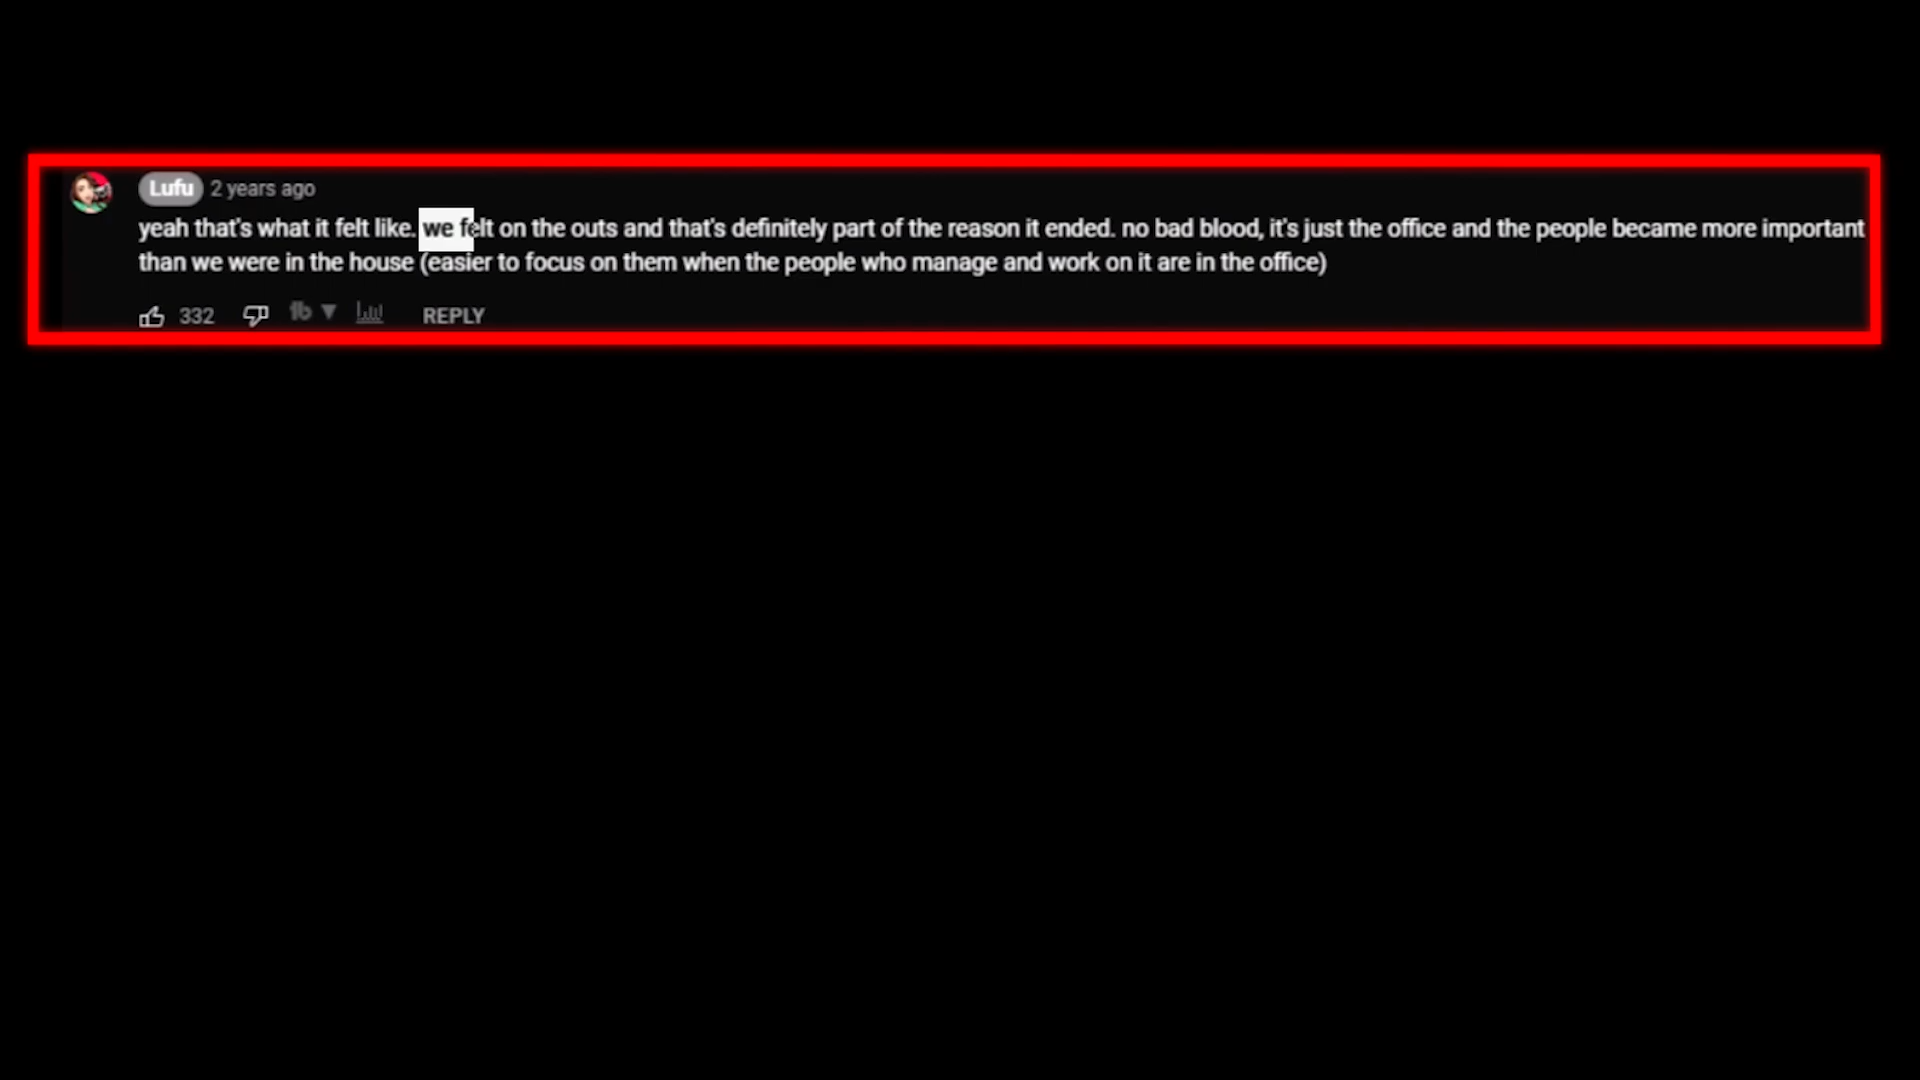 Lufu 2 years ago
yeah that's what it felt like. we felt on the outs and that's definitely part of the reason it ended. no bad blood, it's just the office and the people became more important
than we were in the house (easier to focus on them when the people who manage and work on it are in the office)
332 tb REPLY